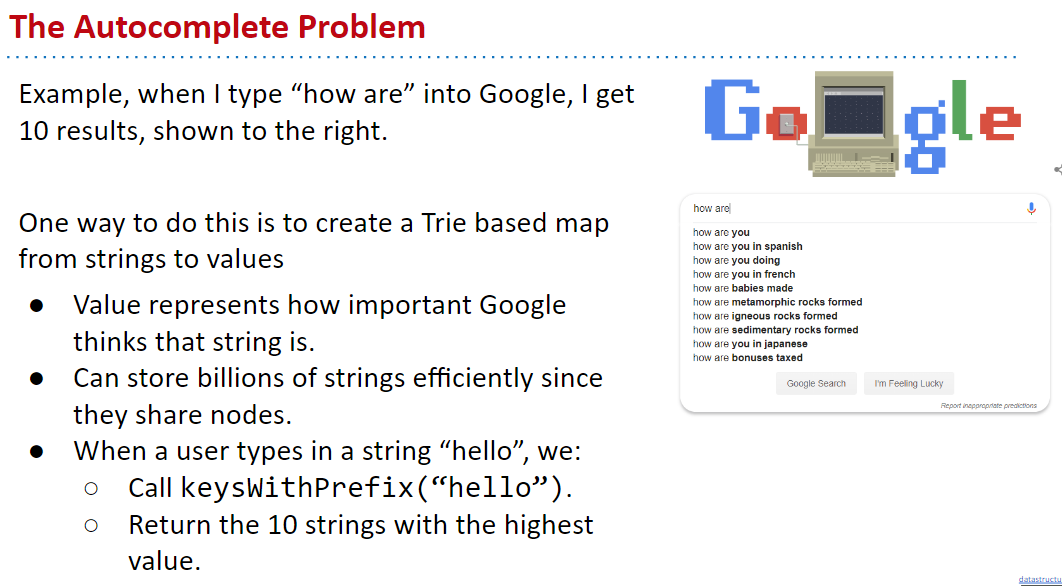 The Autocomplete Problem
Example, when I type “how are” into Google, I get
10 results, shown to the right.
One way to do this is to create a Trie based map
from strings to values
● Value represents how important Google
thinks that string is.
● Can store billions of strings efficiently since
they share nodes.
● When a user types in a string “hello”, we:
○ Call keysWithPrefix(“hello”).
○ Return the 10 strings with the highest
value.
Google
how are
how are you
how are you in spanish
how are you doing
how are you in french
how are babies made
how are metamorphic rocks formed
how are igneous rocks formed
how are sedimentary rocks formed
how are you in japanese
how are bonuses taxed
Google Search I'm Feeling Lucky
Report inappropriate predictions
datastructu